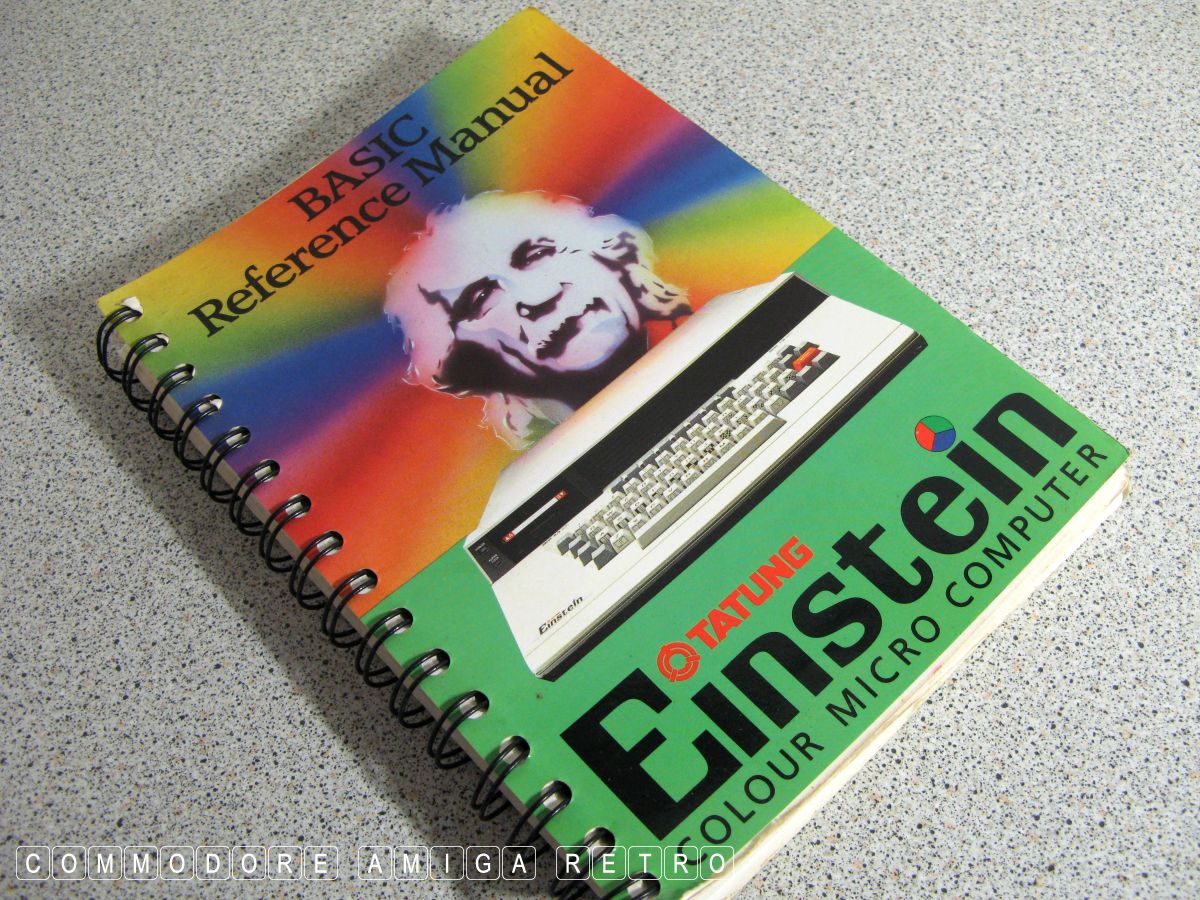 BASIC
Reference Manual
Einstein
TATUNG
Einstein
COLOUR MICRO COMPUTER
COMMODORE AMIGA RETRO